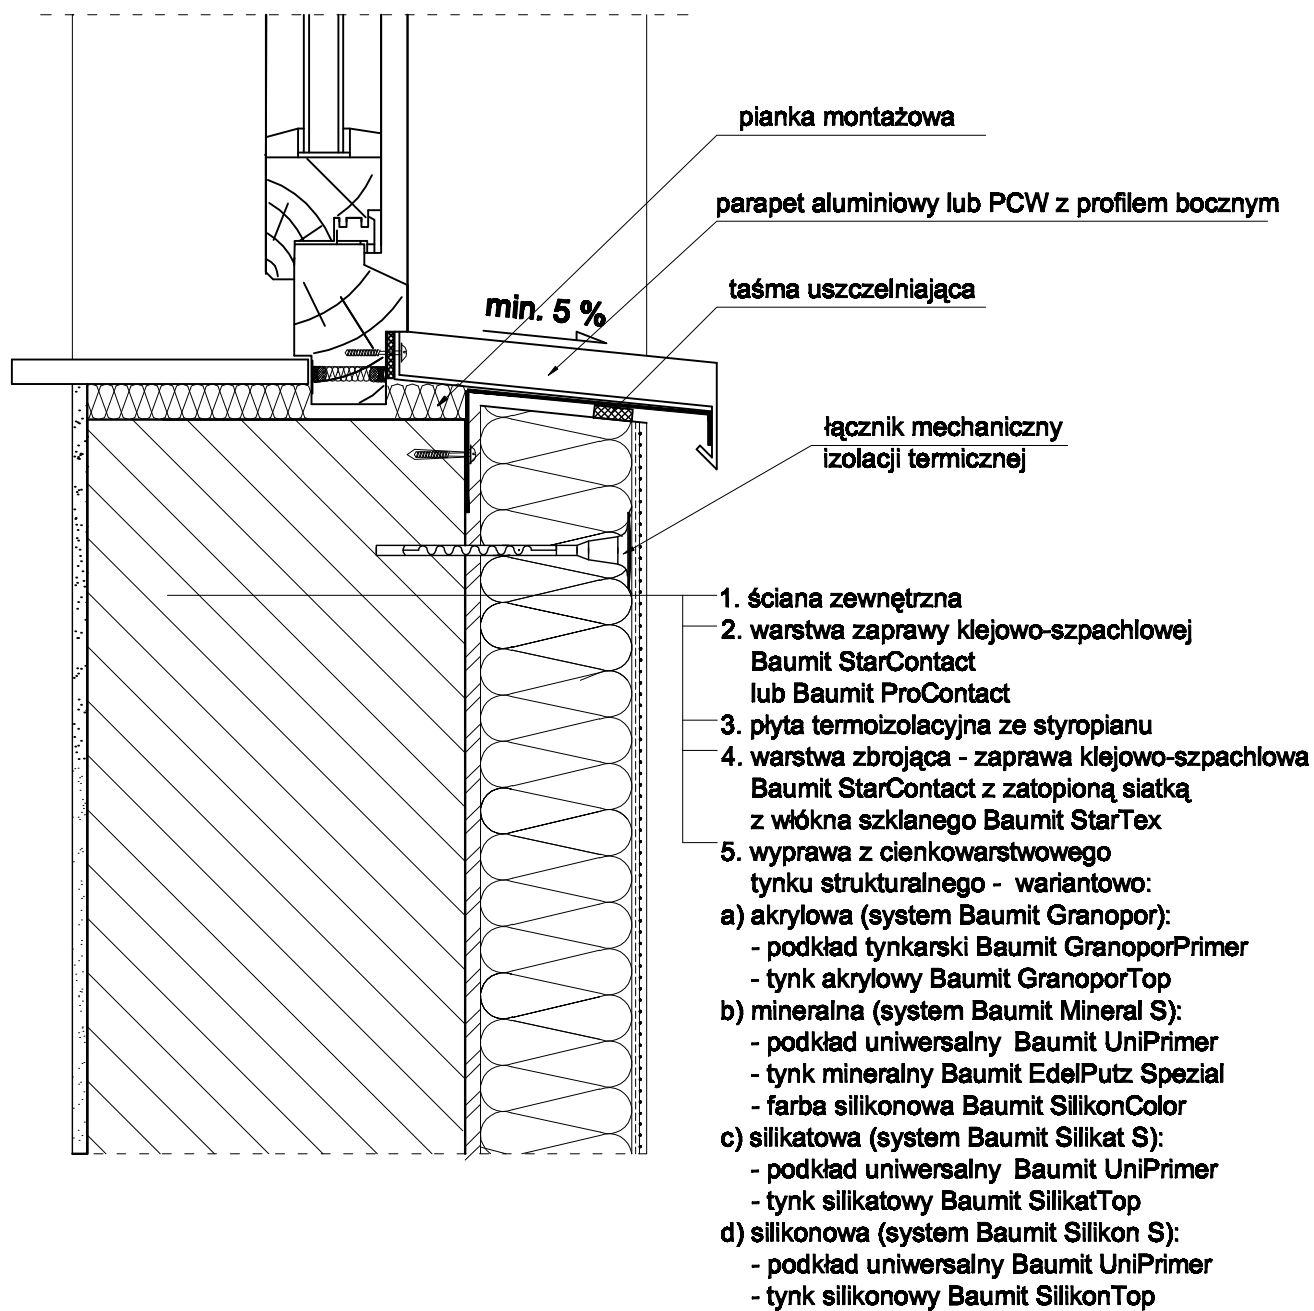 pianka montażowa
parapet aluminiowy lub PCW z profilem bocznym
taśma uszczelniająca
min. 5 %
łącznik mechaniczny
izolacji termicznej
1. ściana zewnętrzna
2. warstwa zaprawy klejowo-szpachlowej
Baumit StarContact
lub Baumit ProContact
3. płyta termoizolacyjna ze styropianu
4. warstwa zbrojąca - zaprawa klejowo-szpachlowa
Baumit StarContact z zatopioną siatką
z włókna szklanego Baumit StarTex
5. wyprawa z cienkowarstwowego
tynku strukturalnego - wariantowo:
a) akrylowa (system Baumit Granopor):
- podkład tynkarski Baumit GranoporPrimer
- tynk akrylowy Baumit GranoporTop
b) mineralna (system Baumit Mineral S):
- podkład uniwersalny Baumit UniPrimer
- tynk mineralny Baumit EdelPutz Spezial
- farba silikonowa Baumit SilikonColor
c) silikatowa (system Baumit Silikat S):
- podkład uniwersalny Baumit UniPrimer
- tynk silikatowy Baumit SilikatTop
d) silikonowa (system Baumit Silikon S):
- podkład uniwersalny Baumit UniPrimer
- tynk silikonowy Baumit SilikonTop